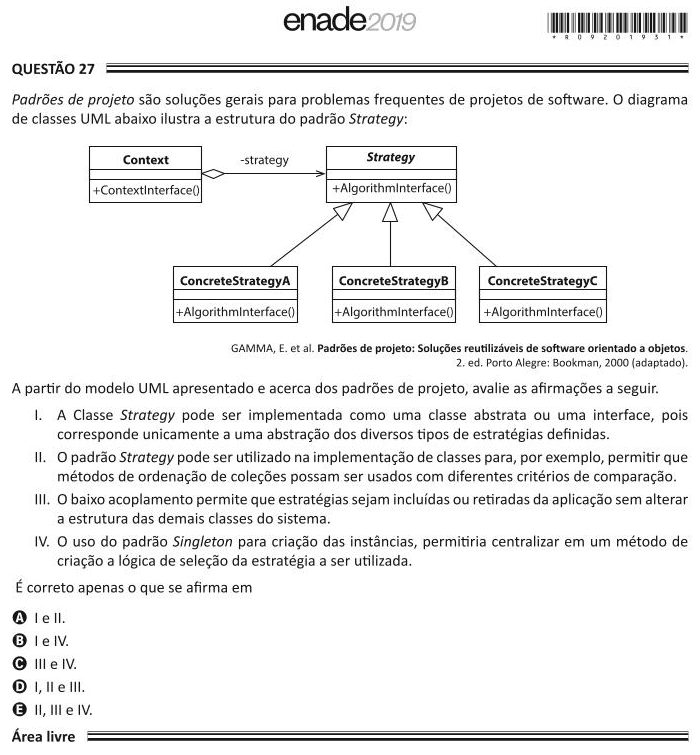 enade2019
* R 0 9 2 0 1 9 3 1 *
QUESTÃO 27
Padrões de projeto são soluções gerais para problemas frequentes de projetos de software. O diagrama
de classes UML abaixo ilustra a estrutura do padrão Strategy:
Context
-strategy
Strategy
+ContextInterface()
+AlgorithmInterface()
ConcreteStrategyA
ConcreteStrategyB
ConcreteStrategyC
+AlgorithmInterface()
+AlgorithmInterface()
+AlgorithmInterface()
GAMMA, E. et al. Padrões de projeto: Soluções reutilizáveis de software orientado a objetos.
2. ed. Porto Alegre: Bookman, 2000 (adaptado).
A partir do modelo UML apresentado e acerca dos padrões de projeto, avalie as afirmações a seguir.
I. A Classe Strategy pode ser implementada como uma classe abstrata ou uma interface, pois
corresponde unicamente a uma abstração dos diversos tipos de estratégias definidas.
II. O padrão Strategy pode ser utilizado na implementação de classes para, por exemplo, permitir que
métodos de ordenação de coleções possam ser usados com diferentes critérios de comparação.
III. O baixo acoplamento permite que estratégias sejam incluídas ou retiradas da aplicação sem alterar
a estrutura das demais classes do sistema.
IV. O uso do padrão Singleton para criação das instâncias, permitiria centralizar em um método de
criação a lógica de seleção da estratégia a ser utilizada.
É correto apenas o que se afirma em
A I e II.
B I e IV.
C III e IV.
D I, II e III.
E II, III e IV.
Área livre